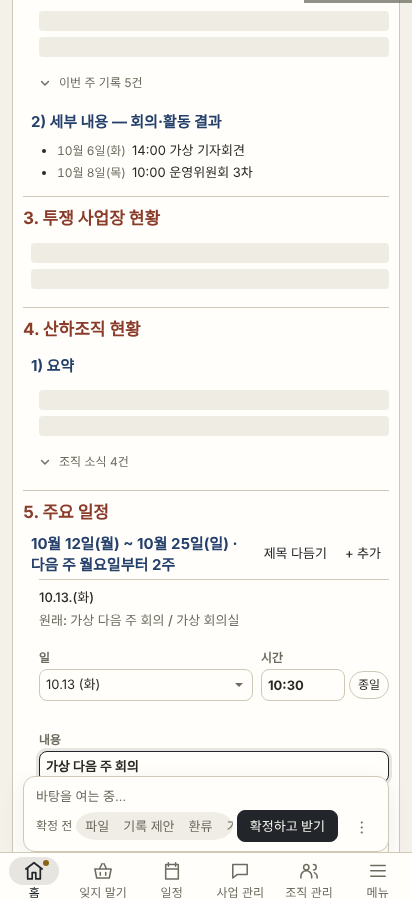 이번 주 기록 5건
2) 세부 내용 — 회의·활동 결과
• 10월 6일(화) 14:00 가상 기자회견
• 10월 8일(목) 10:00 운영위원회 3차
3. 투쟁 사업장 현황
4. 산하조직 현황
1) 요약
조직 소식 4건
5. 주요 일정
10월 12일(월) ~ 10월 25일(일) ·
다음 주 월요일부터 2주
제목 다듬기 + 추가
10.13.(화)
원래: 가상 다음 주 회의 / 가상 회의실
일 시간
10.13 (화) 10:30 종일
내용
가상 다음 주 회의
바탕을 여는 중…
확정 전 파일 기록 제안 환류 확정하고 받기
홈 잊지 말기 일정 사업 관리 조직 관리 메뉴